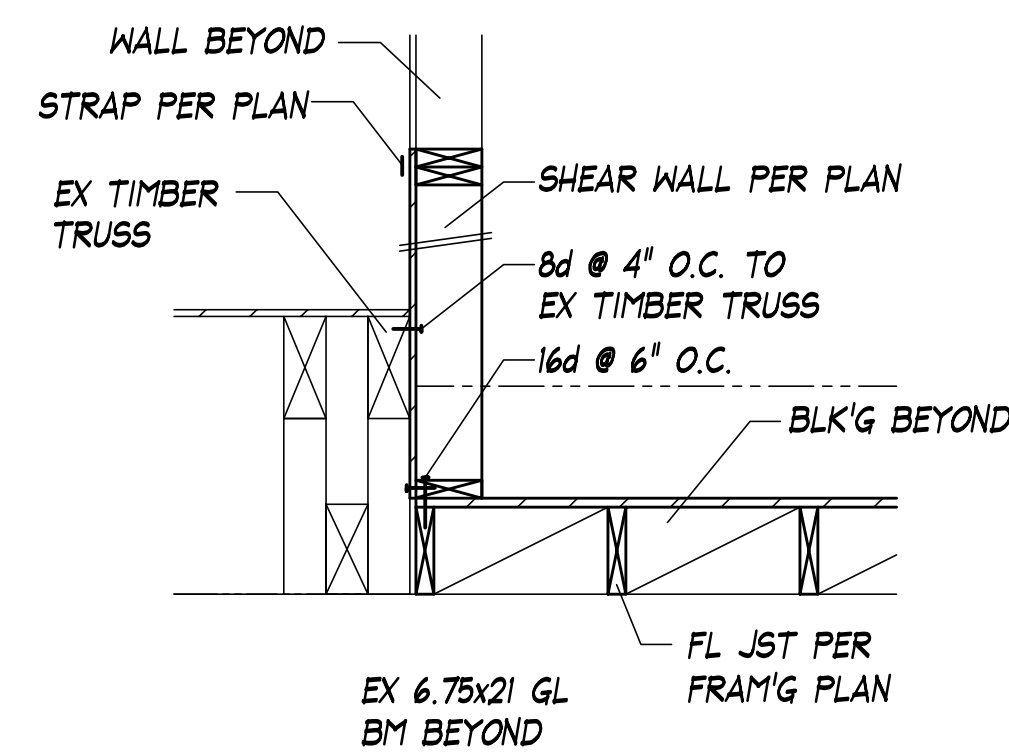 WALL BEYOND
STRAP PER PLAN
EX TIMBER
TRUSS
SHEAR WALL PER PLAN
8d @ 4" O.C. TO
EX TIMBER TRUSS
16d @ 6" O.C.
BLK'G BEYOND
FL JST PER
FRAM'G PLAN
EX 6.75x21 GL
BM BEYOND